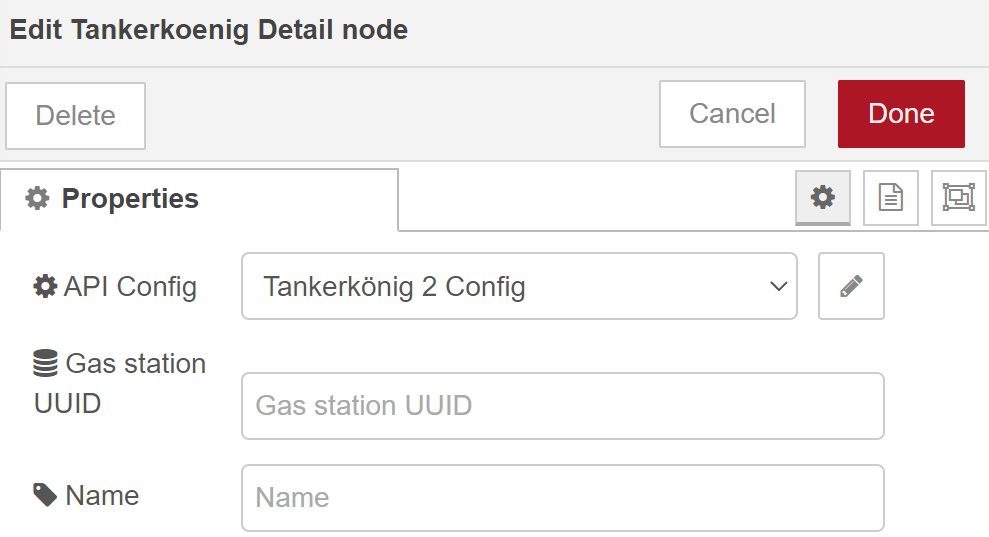 Edit Tankerkoenig Detail node
Delete
Cancel
Done
Properties
API Config
Tankerkönig 2 Config
Gas station
UUID
Gas station UUID
Name
Name